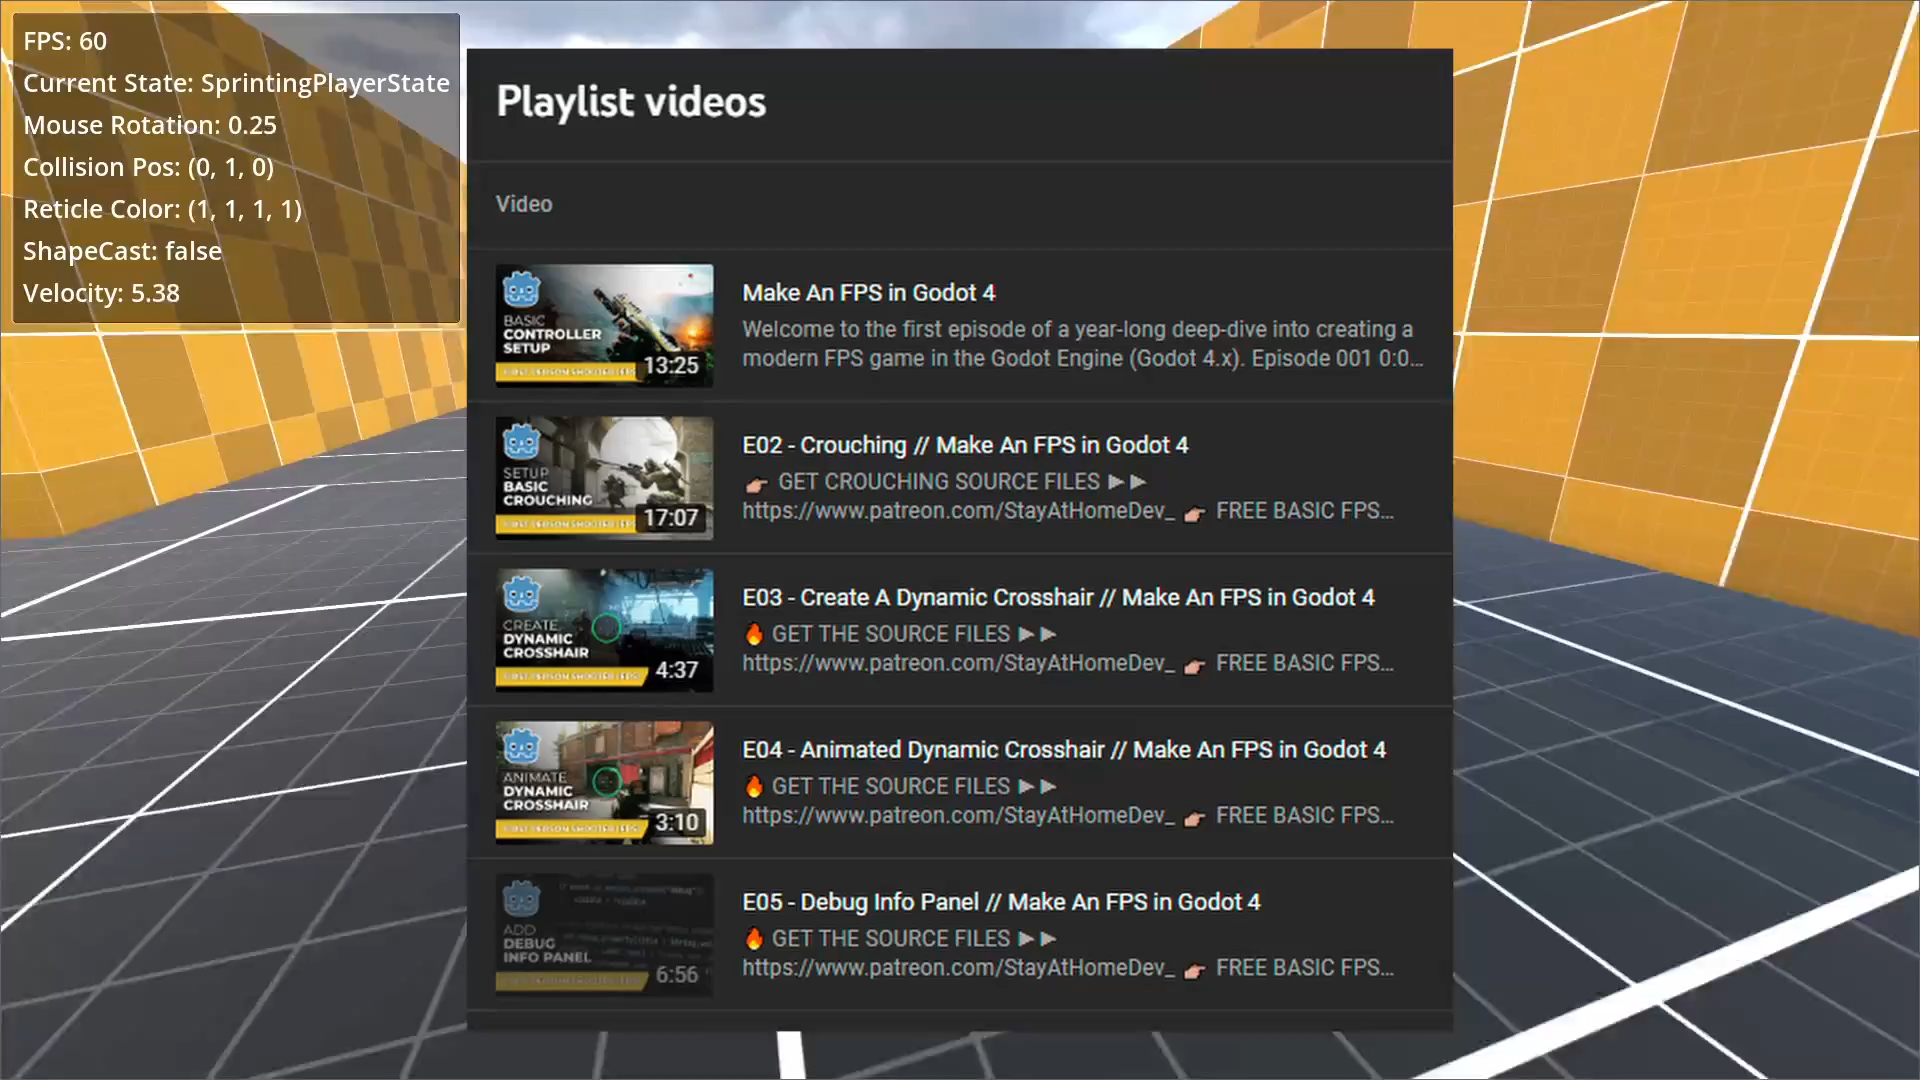 FPS: 60
Current State: SprintingPlayerState
Mouse Rotation: 0.25
Collision Pos: (0, 1, 0)
Reticle Color: (1, 1, 1, 1)
ShapeCast: false
Velocity: 5.38
Playlist videos
Video
BASIC
CONTROLLER
SETUP
13:25
Make An FPS in Godot 4
Welcome to the first episode of a year-long deep-dive into creating a
modern FPS game in the Godot Engine (Godot 4.x). Episode 001 0:0...
SETUP
BASIC
CROUCHING
17:07
E02 - Crouching // Make An FPS in Godot 4
👉 GET CROUCHING SOURCE FILES ▶▶
https://www.patreon.com/StayAtHomeDev_ 👉 FREE BASIC FPS...
CREATE
DYNAMIC
CROSSHAIR
4:37
E03 - Create A Dynamic Crosshair // Make An FPS in Godot 4
🔥 GET THE SOURCE FILES ▶▶
https://www.patreon.com/StayAtHomeDev_ 👉 FREE BASIC FPS...
ANIMATE
DYNAMIC
CROSSHAIR
3:10
E04 - Animated Dynamic Crosshair // Make An FPS in Godot 4
🔥 GET THE SOURCE FILES ▶▶
https://www.patreon.com/StayAtHomeDev_ 👉 FREE BASIC FPS...
ADD
DEBUG
INFO PANEL
6:56
E05 - Debug Info Panel // Make An FPS in Godot 4
🔥 GET THE SOURCE FILES ▶▶
https://www.patreon.com/StayAtHomeDev_ 👉 FREE BASIC FPS...